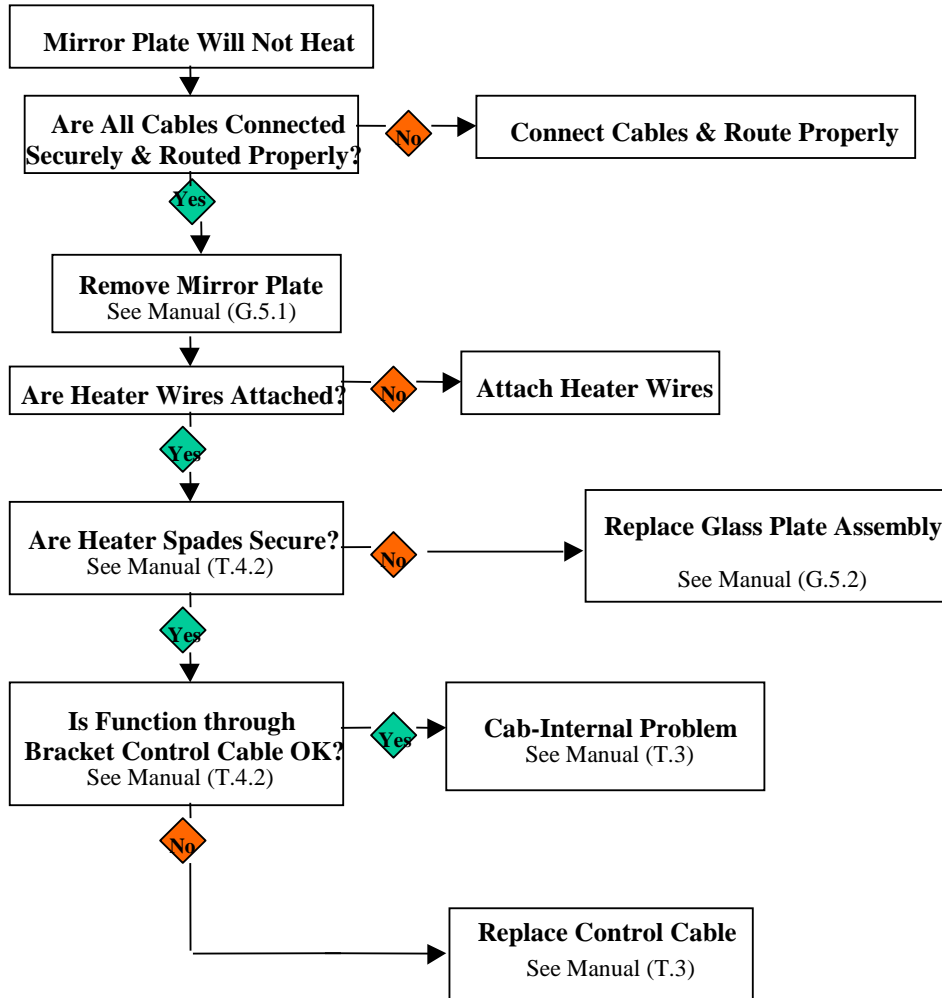 Mirror Plate Will Not Heat
Are All Cables Connected
Securely & Routed Properly?
No
Connect Cables & Route Properly
Yes
Remove Mirror Plate
See Manual (G.5.1)
Are Heater Wires Attached?
No
Attach Heater Wires
Yes
Are Heater Spades Secure?
See Manual (T.4.2)
No
Replace Glass Plate Assembly
See Manual (G.5.2)
Yes
Is Function through
Bracket Control Cable OK?
See Manual (T.4.2)
Yes
Cab-Internal Problem
See Manual (T.3)
No
Replace Control Cable
See Manual (T.3)